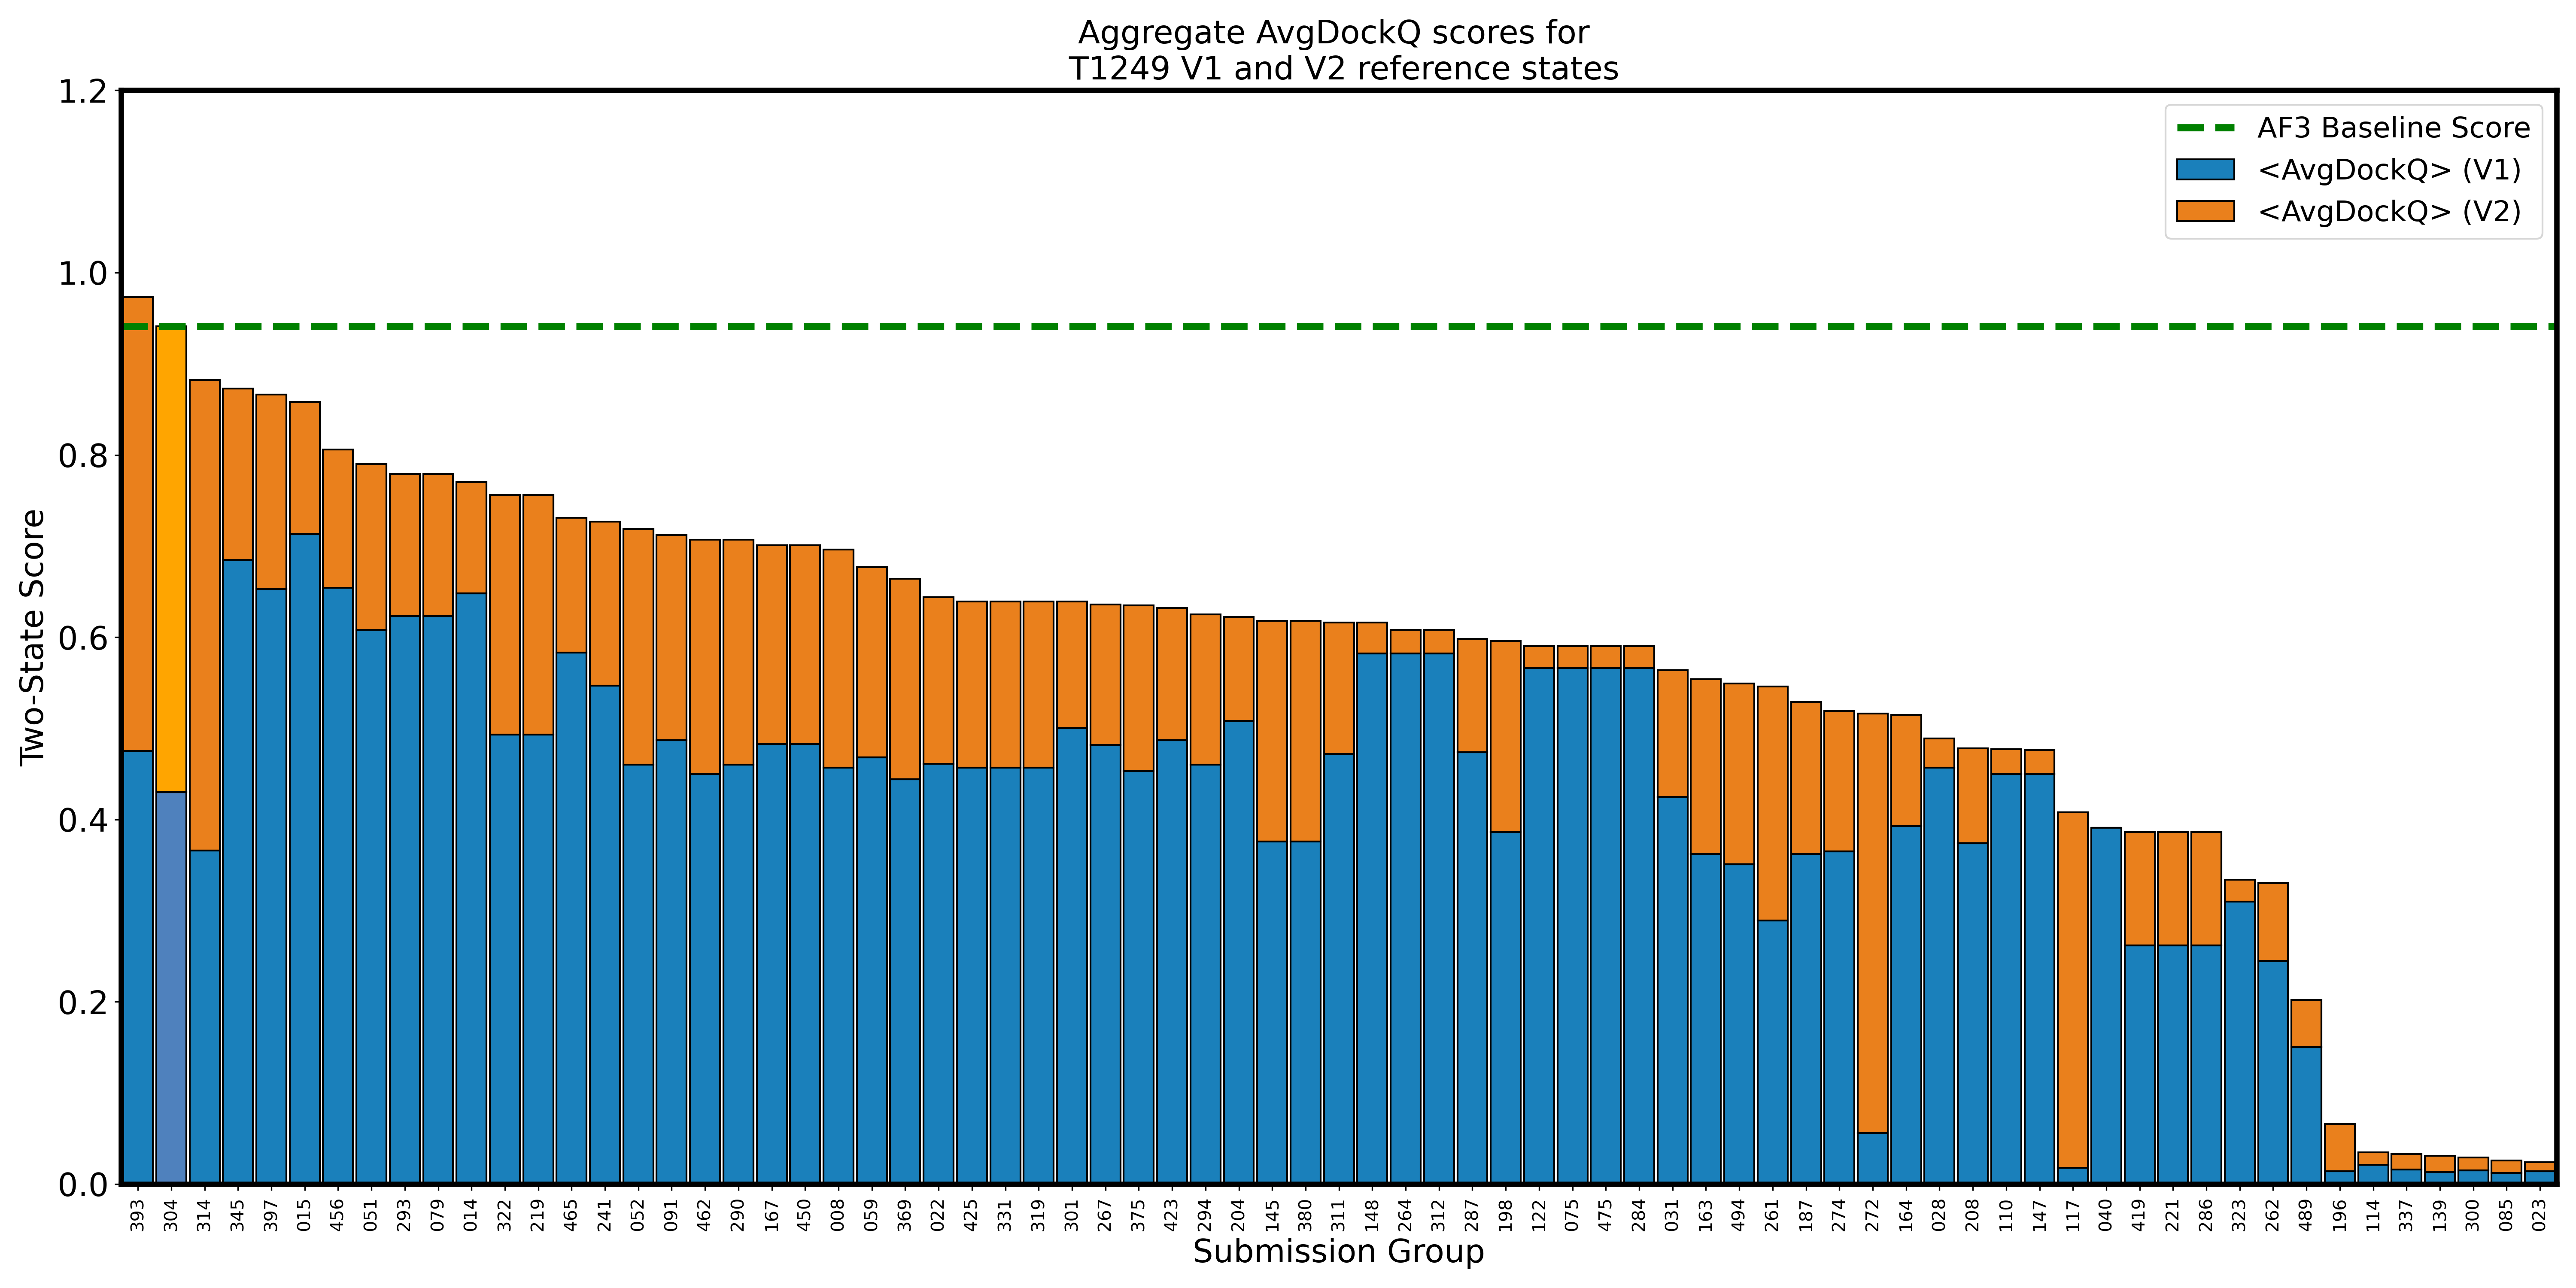 Aggregate AvgDockQ scores for
T1249 V1 and V2 reference states
AF3 Baseline Score
<AvgDockQ> (V1)
<AvgDockQ> (V2)
Two-State Score
1.2
1.0
0.8
0.6
0.4
0.2
0.0
393 304 314 345 397 015 456 051 293 079 014 322 219 465 241 052 091 462 290 167 450 008 059 369 022 425 331 319 301 267 375 423 294 204 145 380 311 148 264 312 287 198 122 075 475 284 031 163 494 261 187 274 272 164 028 208 110 147 117 040 419 221 286 323 262 489 196 114 337 139 300 085 023
Submission Group